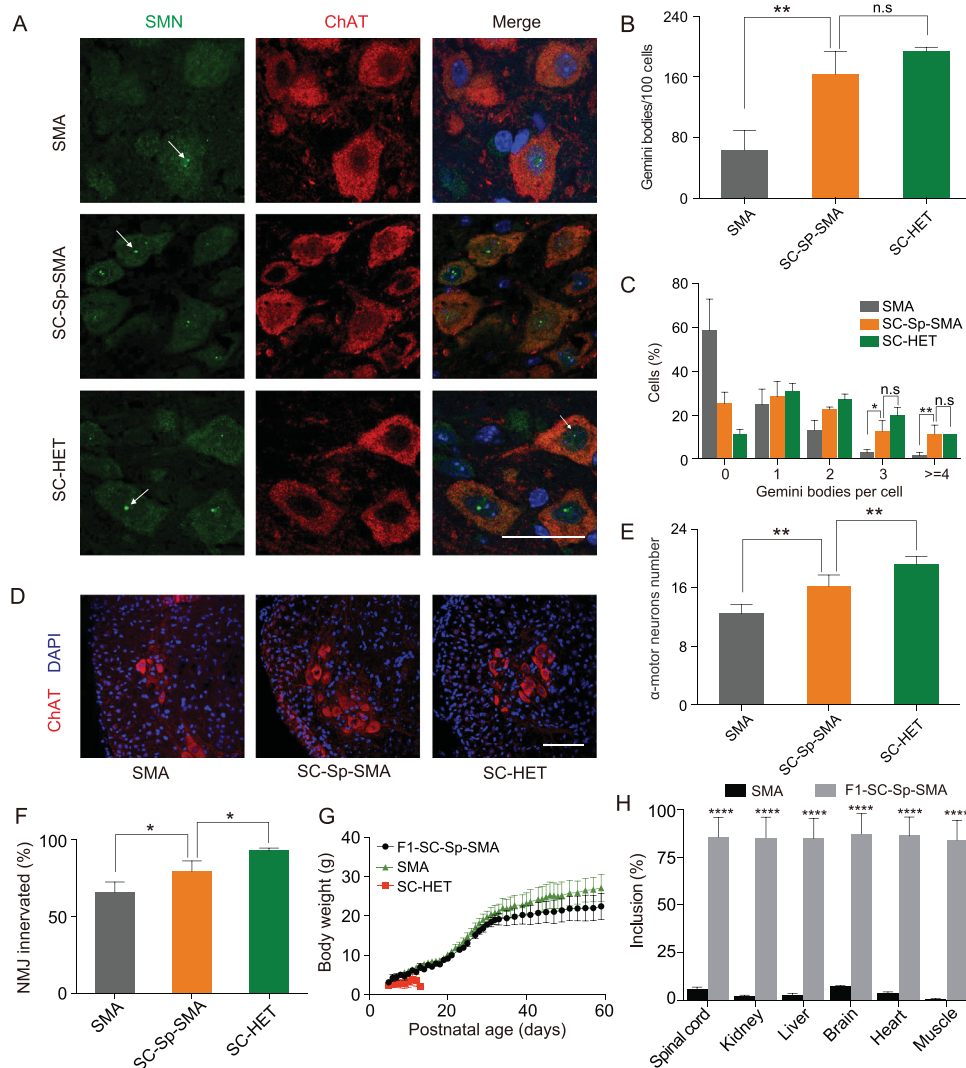 A
SMN
ChAT
Merge
SMA
SC-Sp-SMA
SC-HET
B
**
n.s
Gemini bodies/100 cells
240
160
80
0
SMA
SC-SP-SMA
SC-HET
C
SMA
SC-Sp-SMA
SC-HET
Cells (%)
80
60
40
20
0
n.s
*
n.s
**
0 1 2 3 >=4
Gemini bodies per cell
D
ChAT DAPI
SMA
SC-Sp-SMA
SC-HET
E
**
**
α-motor neurons number
24
16
8
0
SMA
SC-Sp-SMA
SC-HET
F
*
*
NMJ innervated (%)
100
50
0
SMA
SC-Sp-SMA
SC-HET
G
F1-SC-Sp-SMA
SMA
SC-HET
Body weight (g)
40
30
20
10
0
0 20 40 60
Postnatal age (days)
H
SMA
F1-SC-Sp-SMA
**** **** **** **** **** ****
Inclusion (%)
100
50
0
Spinal cord
Kidney
Liver
Brain
Heart
Muscle